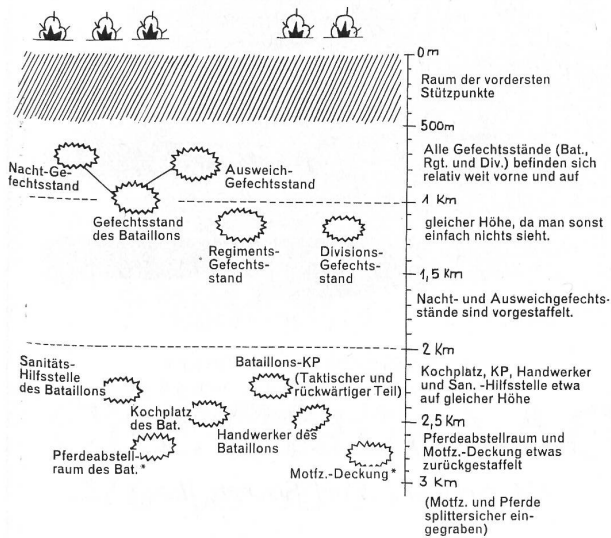 0m
Raum der vordersten
Stützpunkte
500m
Alle Gefechtsstände (Bat.,
Rgt. und Div.) befinden sich
relativ weit vorne und auf
Nacht-Ge-
fechtsstand
Ausweich-
Gefechtsstand
1 Km
Gefechtsstand
des Bataillons
gleicher Höhe, da man sonst
einfach nichts sieht.
Regiments-
Gefechts-
stand
Divisions-
Gefechts-
stand
1,5 Km
Nacht- und Ausweichgefechts-
stände sind vorgestaffelt.
2 Km
Sanitäts-
Hilfsstelle
des Bataillons
Bataillons-KP
(Taktischer und
rückwärtiger Teil)
Kochplatz, KP, Handwerker
und San. -Hilfsstelle etwa
auf gleicher Höhe
Kochplatz
des Bat.
2,5 Km
Handwerker des
Bataillons
Pferdeabstellraum und
Motfz.-Deckung etwas
zurückgestaffelt
Pferdeabstell-
raum des Bat.*
Motfz.-Deckung*
3 Km
(Motfz. und Pferde
splittersicher ein-
gegraben)